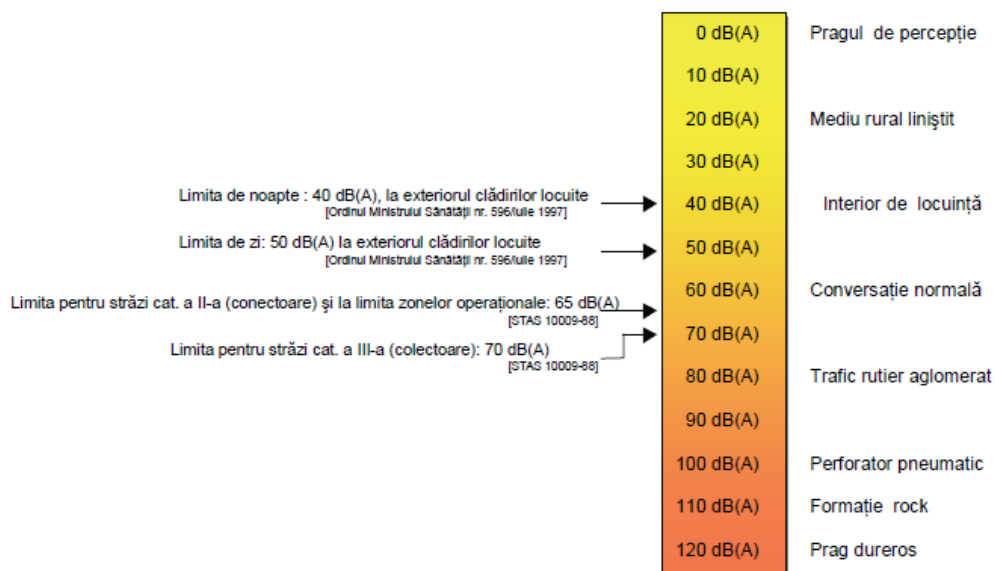 0 dB(A) Pragul de percepție
10 dB(A)
20 dB(A) Mediu rural liniştit
30 dB(A)
Limita de noapte : 40 dB(A), la exteriorul clădirilor locuite
[Ordinul Ministrului Sănătăţii nr. 596/iulie 1997]
40 dB(A) Interior de locuință
Limita de zi: 50 dB(A) la exteriorul clădirilor locuite
[Ordinul Ministrului Sănătăţii nr. 596/iulie 1997]
50 dB(A)
60 dB(A) Conversație normală
Limita pentru străzi cat. a II-a (conectoare) şi la limita zonelor operaționale: 65 dB(A)
[STAS 10009-88]
70 dB(A)
Limita pentru străzi cat. a III-a (colectoare): 70 dB(A)
[STAS 10009-88]
80 dB(A) Trafic rutier aglomerat
90 dB(A)
100 dB(A) Perforator pneumatic
110 dB(A) Formație rock
120 dB(A) Prag dureros